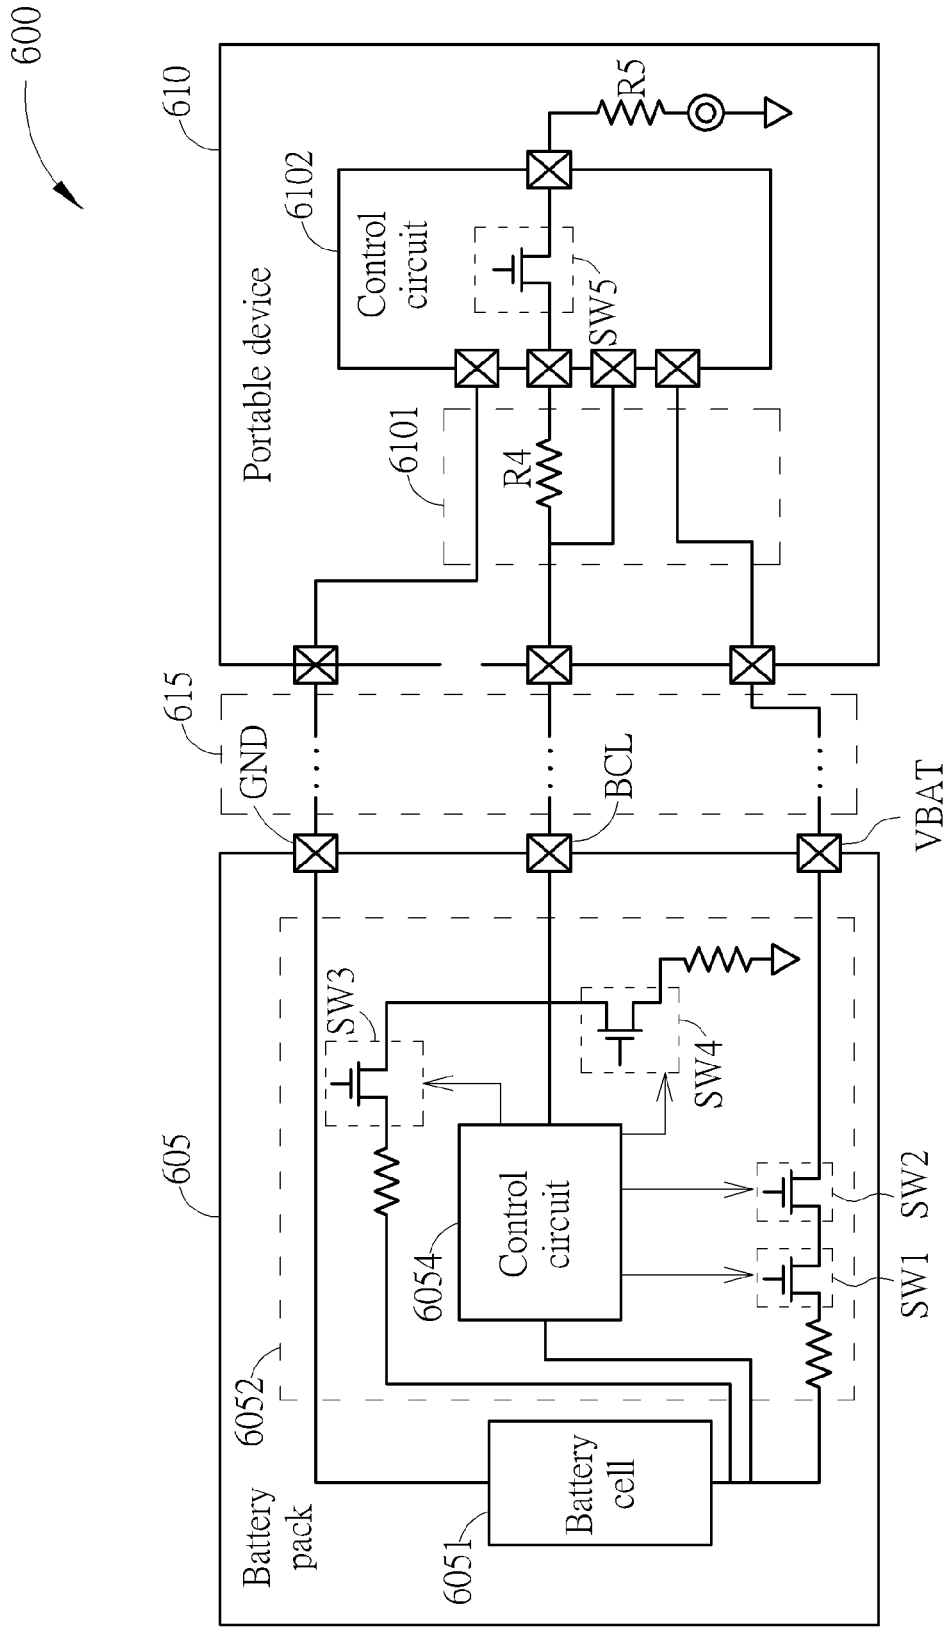 600
Battery
pack
605
6052
6051
Battery
cell
6054
Control
circuit
SW3
SW4
SW1
SW2
GND
615
BCL
VBAT
Portable device
610
6101
R4
6102
Control
circuit
SW5
R5